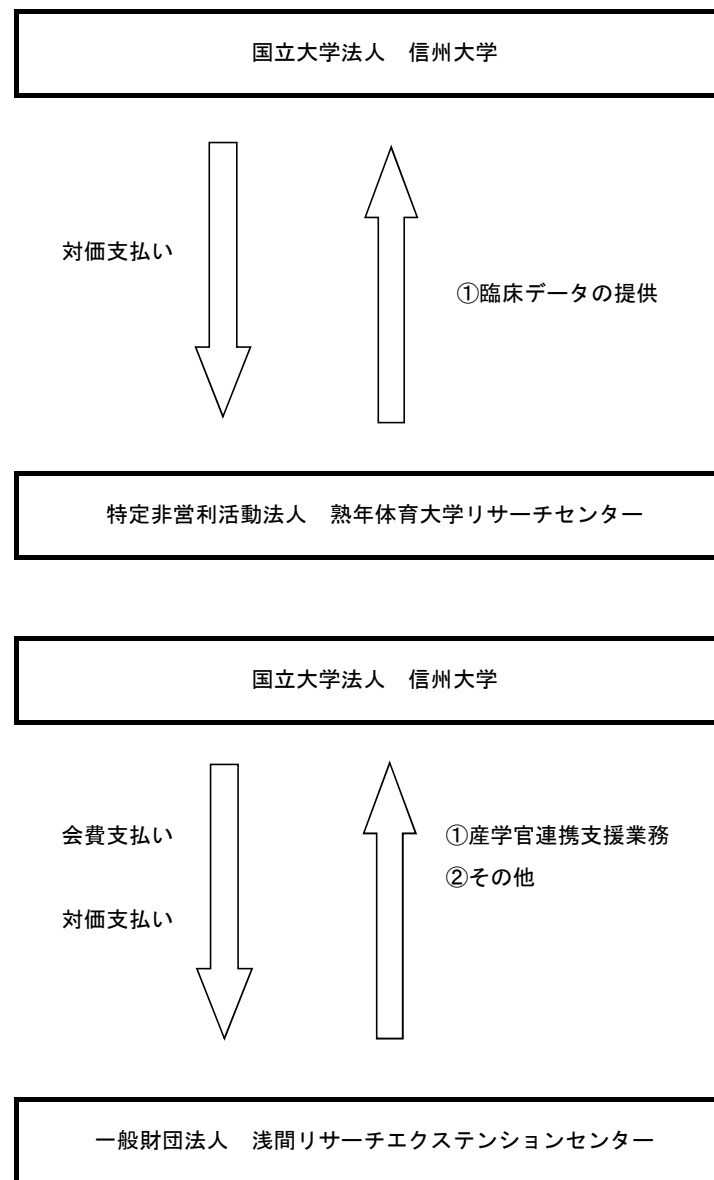 国立大学法人　信州大学
対価支払い
①臨床データの提供
特定非営利活動法人　熟年体育大学リサーチセンター
国立大学法人　信州大学
会費支払い
①産学官連携支援業務
②その他
対価支払い
一般財団法人　浅間リサーチエクステンションセンター